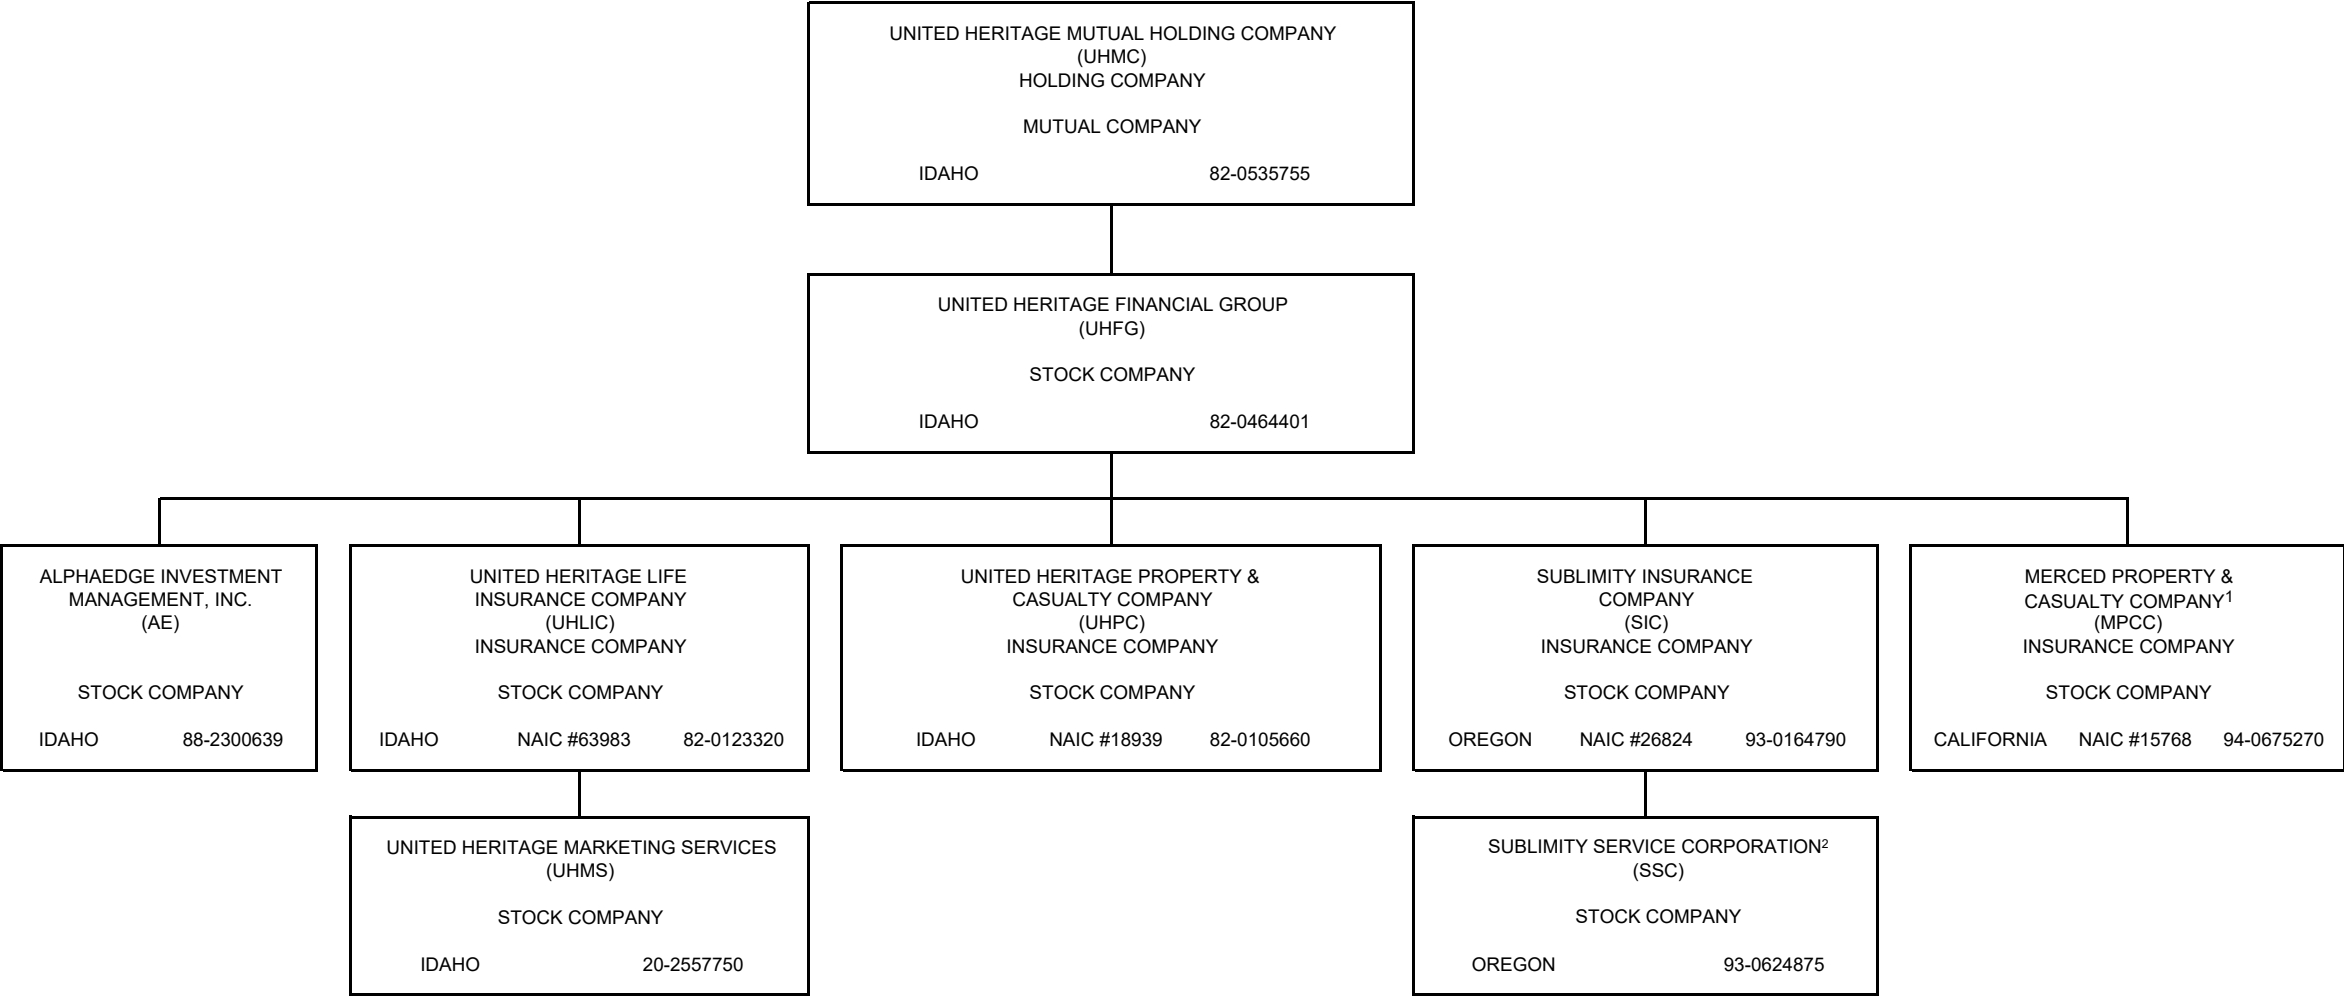 UNITED HERITAGE MUTUAL HOLDING COMPANY
(UHMC)
HOLDING COMPANY
MUTUAL COMPANY
IDAHO 82-0535755
UNITED HERITAGE FINANCIAL GROUP
(UHFG)
STOCK COMPANY
IDAHO 82-0464401
ALPHAEDGE INVESTMENT
MANAGEMENT, INC.
(AE)
STOCK COMPANY
IDAHO 88-2300639
UNITED HERITAGE LIFE
INSURANCE COMPANY
(UHLIC)
INSURANCE COMPANY
STOCK COMPANY
IDAHO NAIC #63983 82-0123320
UNITED HERITAGE PROPERTY &
CASUALTY COMPANY
(UHPC)
INSURANCE COMPANY
STOCK COMPANY
IDAHO NAIC #18939 82-0105660
SUBLIMITY INSURANCE
COMPANY
(SIC)
INSURANCE COMPANY
STOCK COMPANY
OREGON NAIC #26824 93-0164790
MERCED PROPERTY &
CASUALTY COMPANY¹
(MPCC)
INSURANCE COMPANY
STOCK COMPANY
CALIFORNIA NAIC #15768 94-0675270
UNITED HERITAGE MARKETING SERVICES
(UHMS)
STOCK COMPANY
IDAHO 20-2557750
SUBLIMITY SERVICE CORPORATION²
(SSC)
STOCK COMPANY
OREGON 93-0624875